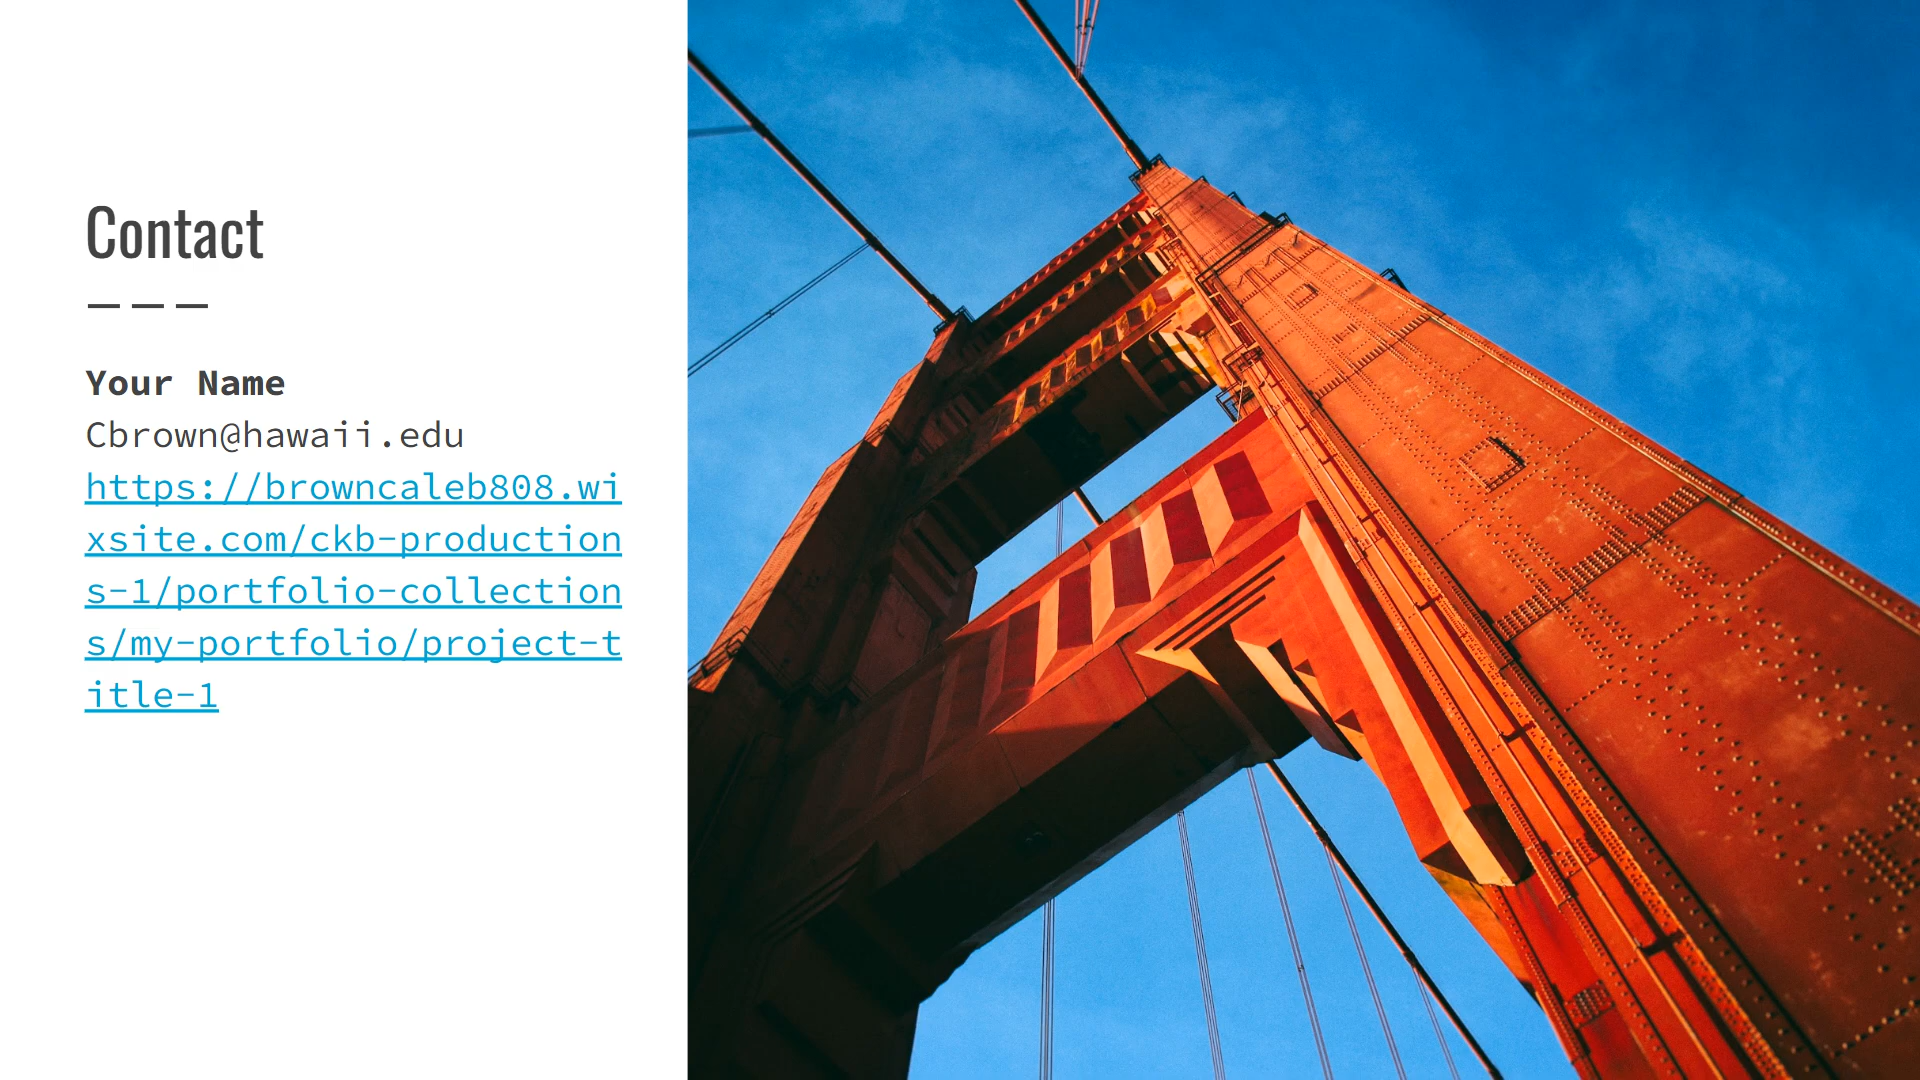 Contact
Your Name
Cbrown@hawaii.edu
https://browncaleb808.wi
xsite.com/ckb-production
s-1/portfolio-collection
s/my-portfolio/project-t
itle-1